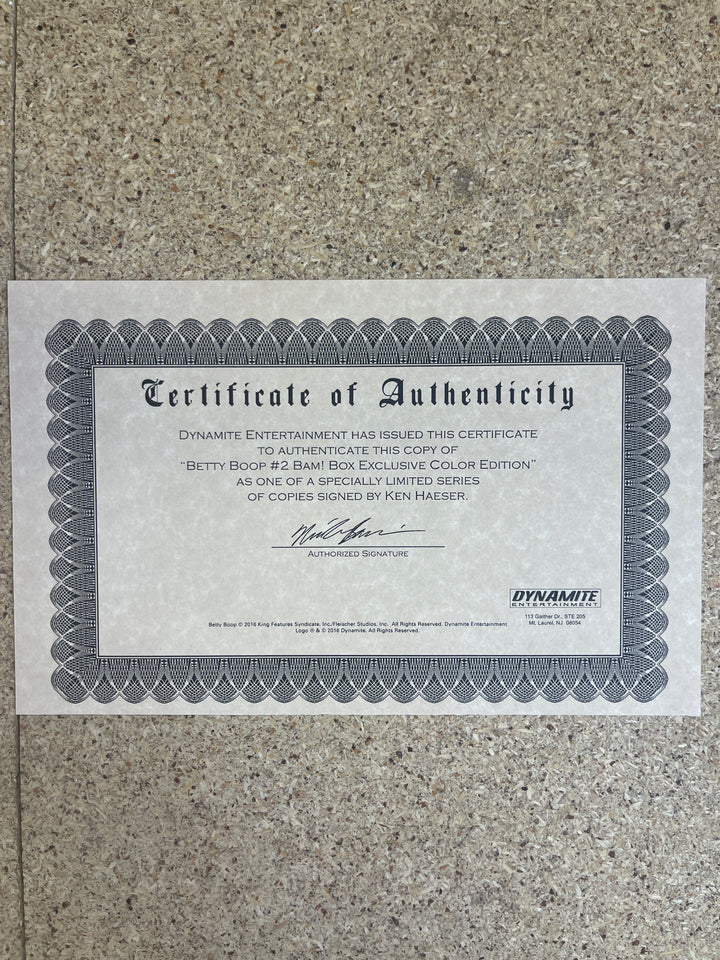 Certificate of Authenticity
DYNAMITE ENTERTAINMENT HAS ISSUED THIS CERTIFICATE
TO AUTHENTICATE THIS COPY OF
"BETTY BOOP #2 BAM! BOX EXCLUSIVE COLOR EDITION"
AS ONE OF A SPECIALLY LIMITED SERIES
OF COPIES SIGNED BY KEN HAESER.
AUTHORIZED SIGNATURE
DYNAMITE
ENTERTAINMENT
113 Gaither Dr., STE 205
Mt. Laurel, NJ 08054
Betty Boop © 2016 King Features Syndicate, Inc/Fleischer Studios, Inc. All Rights Reserved. Dynamite Entertainment
Logo ® & © 2016 Dynamite. All Rights Reserved.